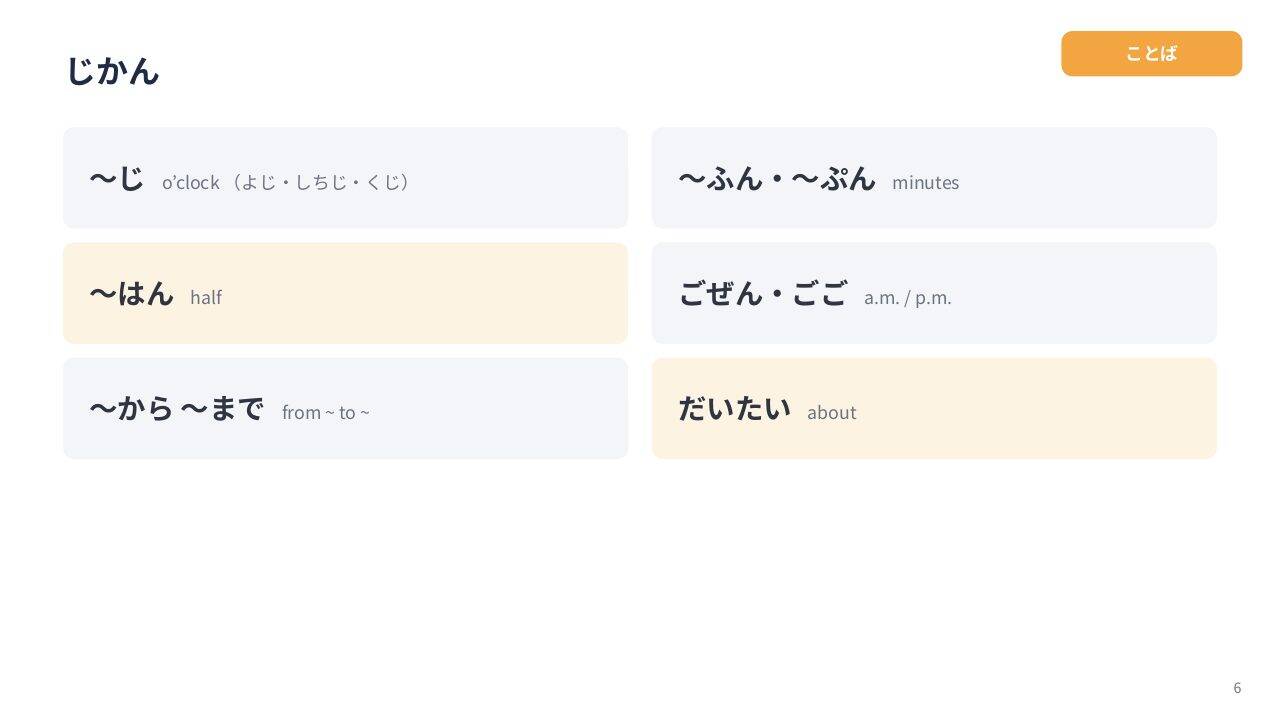 じかん
ことば
～じ o’clock （よじ・しちじ・くじ）
～ふん・～ぷん minutes
～はん half
ごぜん・ごご a.m. / p.m.
～から ～まで from ~ to ~
だいたい about
6